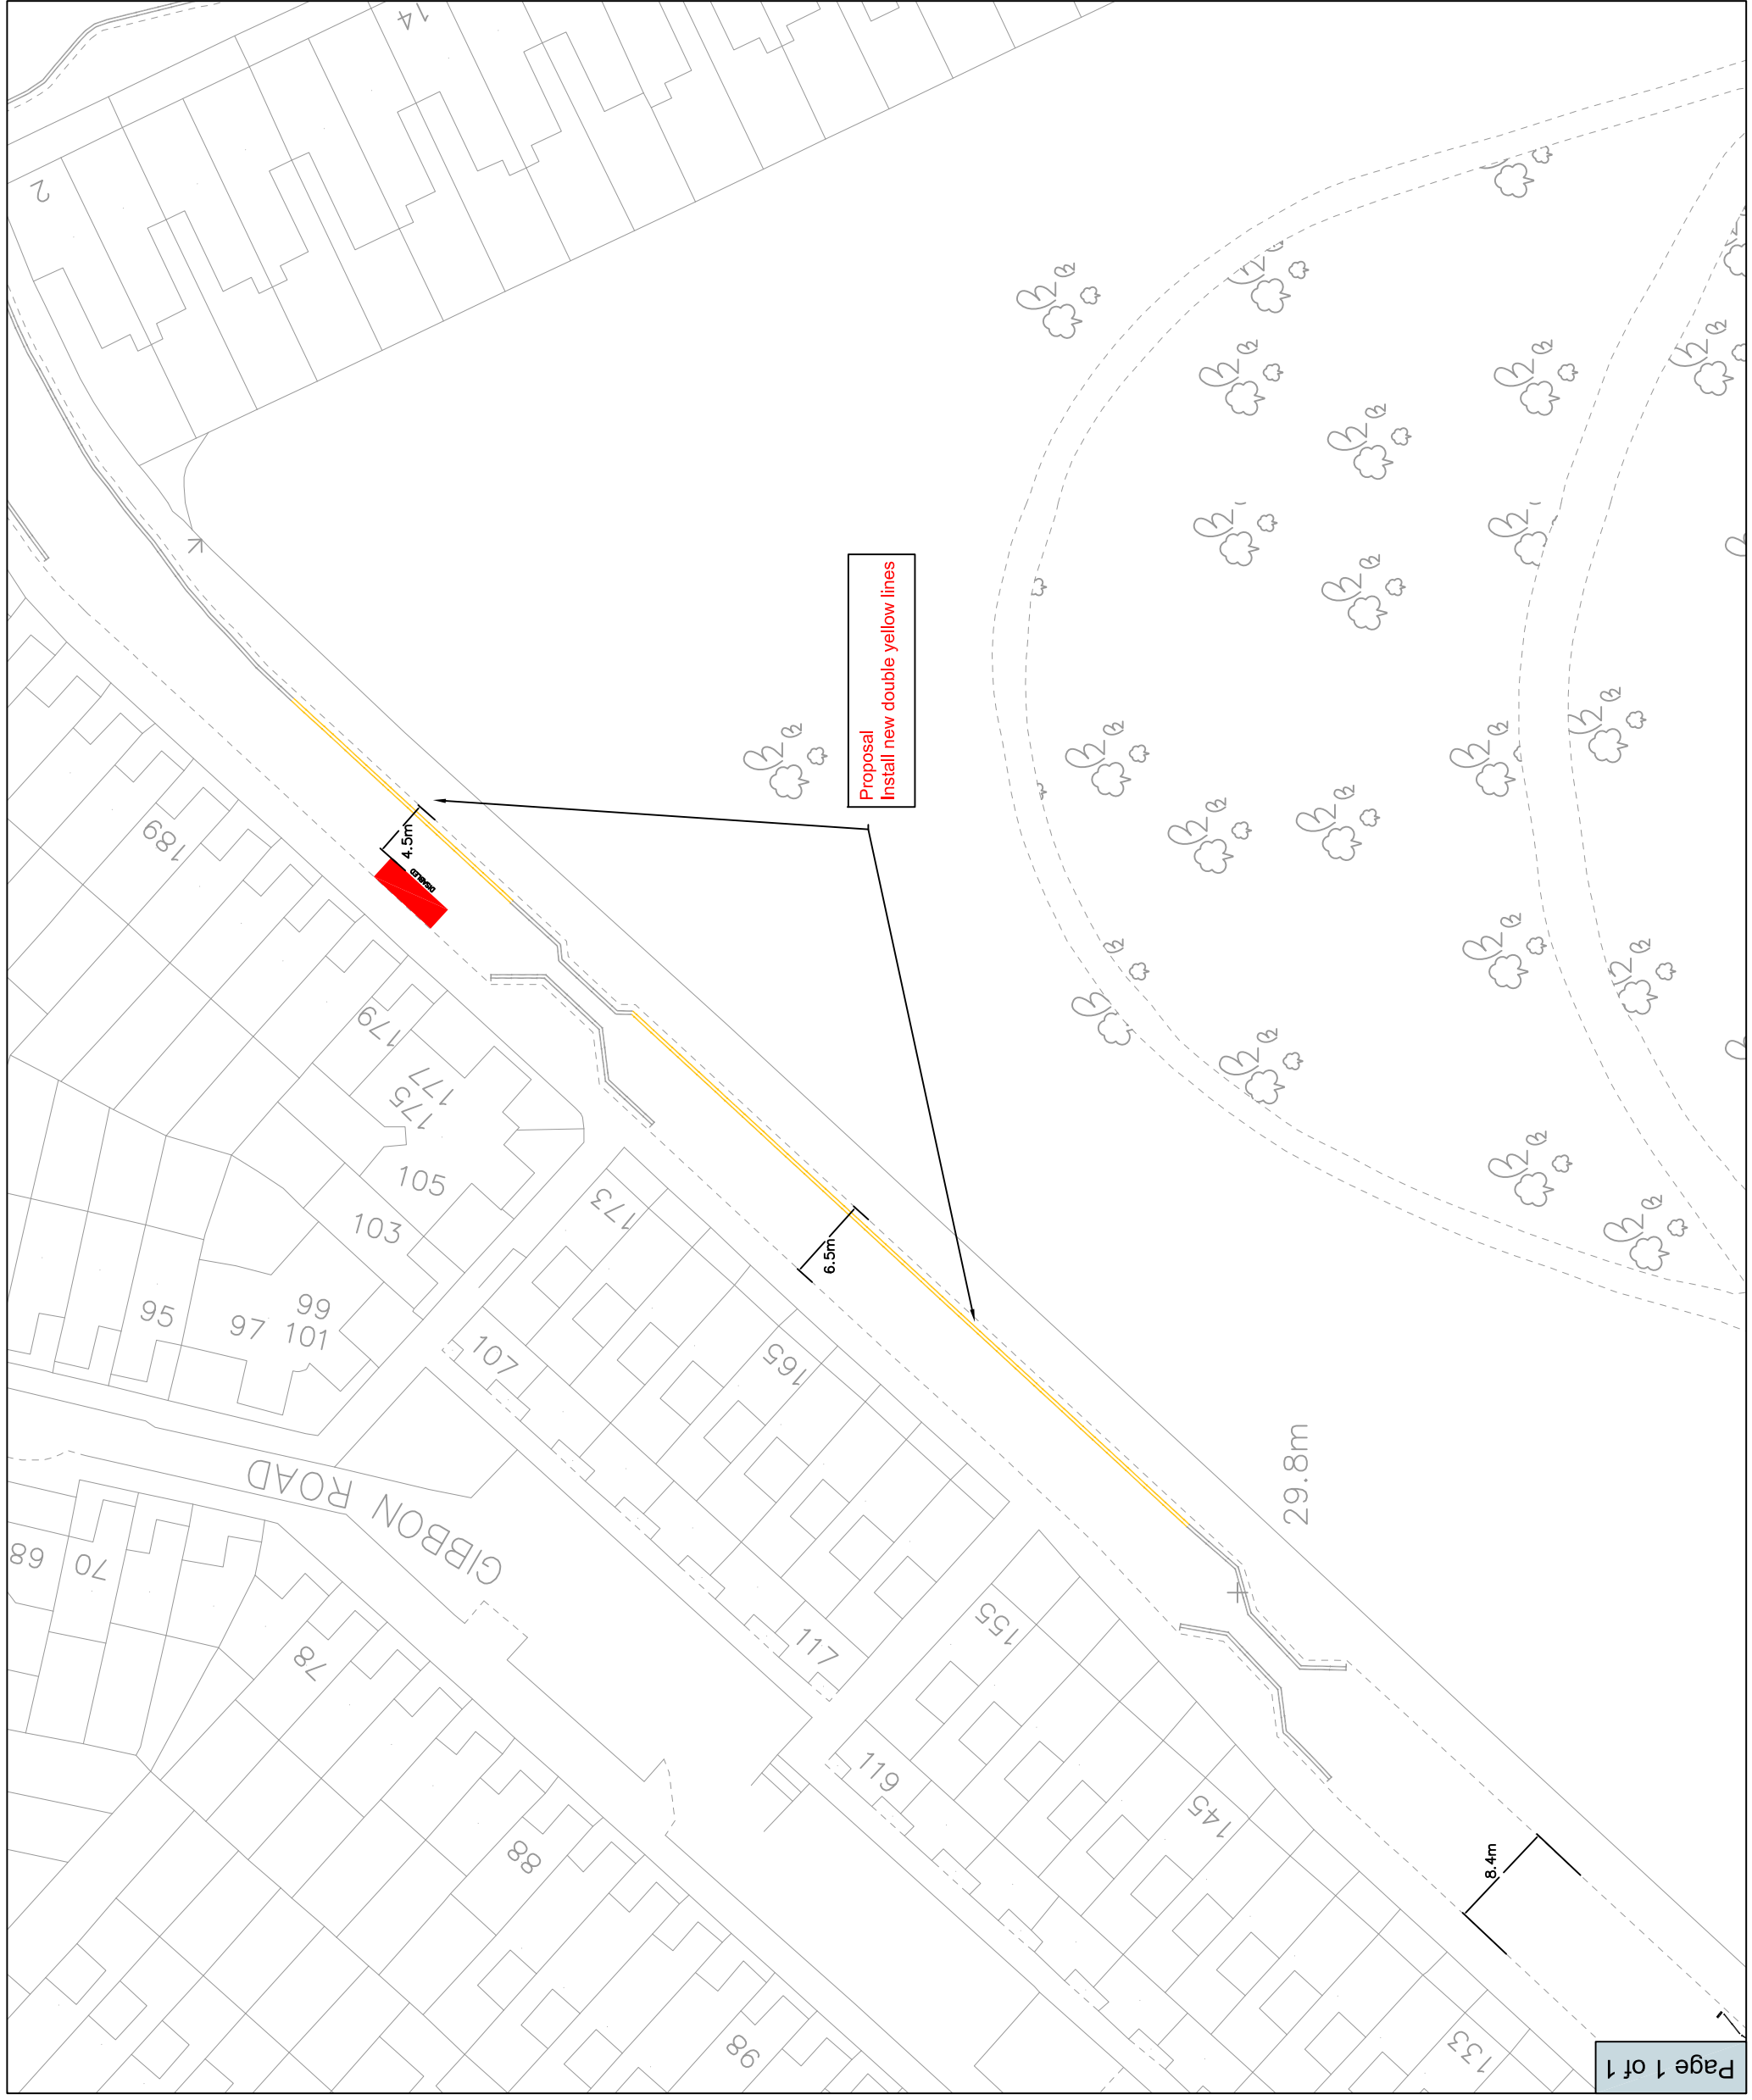 14
2
Proposal
Install new double yellow lines
189
4.5m
DISABLED
179
177
175
105
103
173
95
97
99
101
6.5m
107
165
GIBBON ROAD
29.8m
68
70
155
117
78
119
145
88
8.4m
98
133
Page 1 of 1